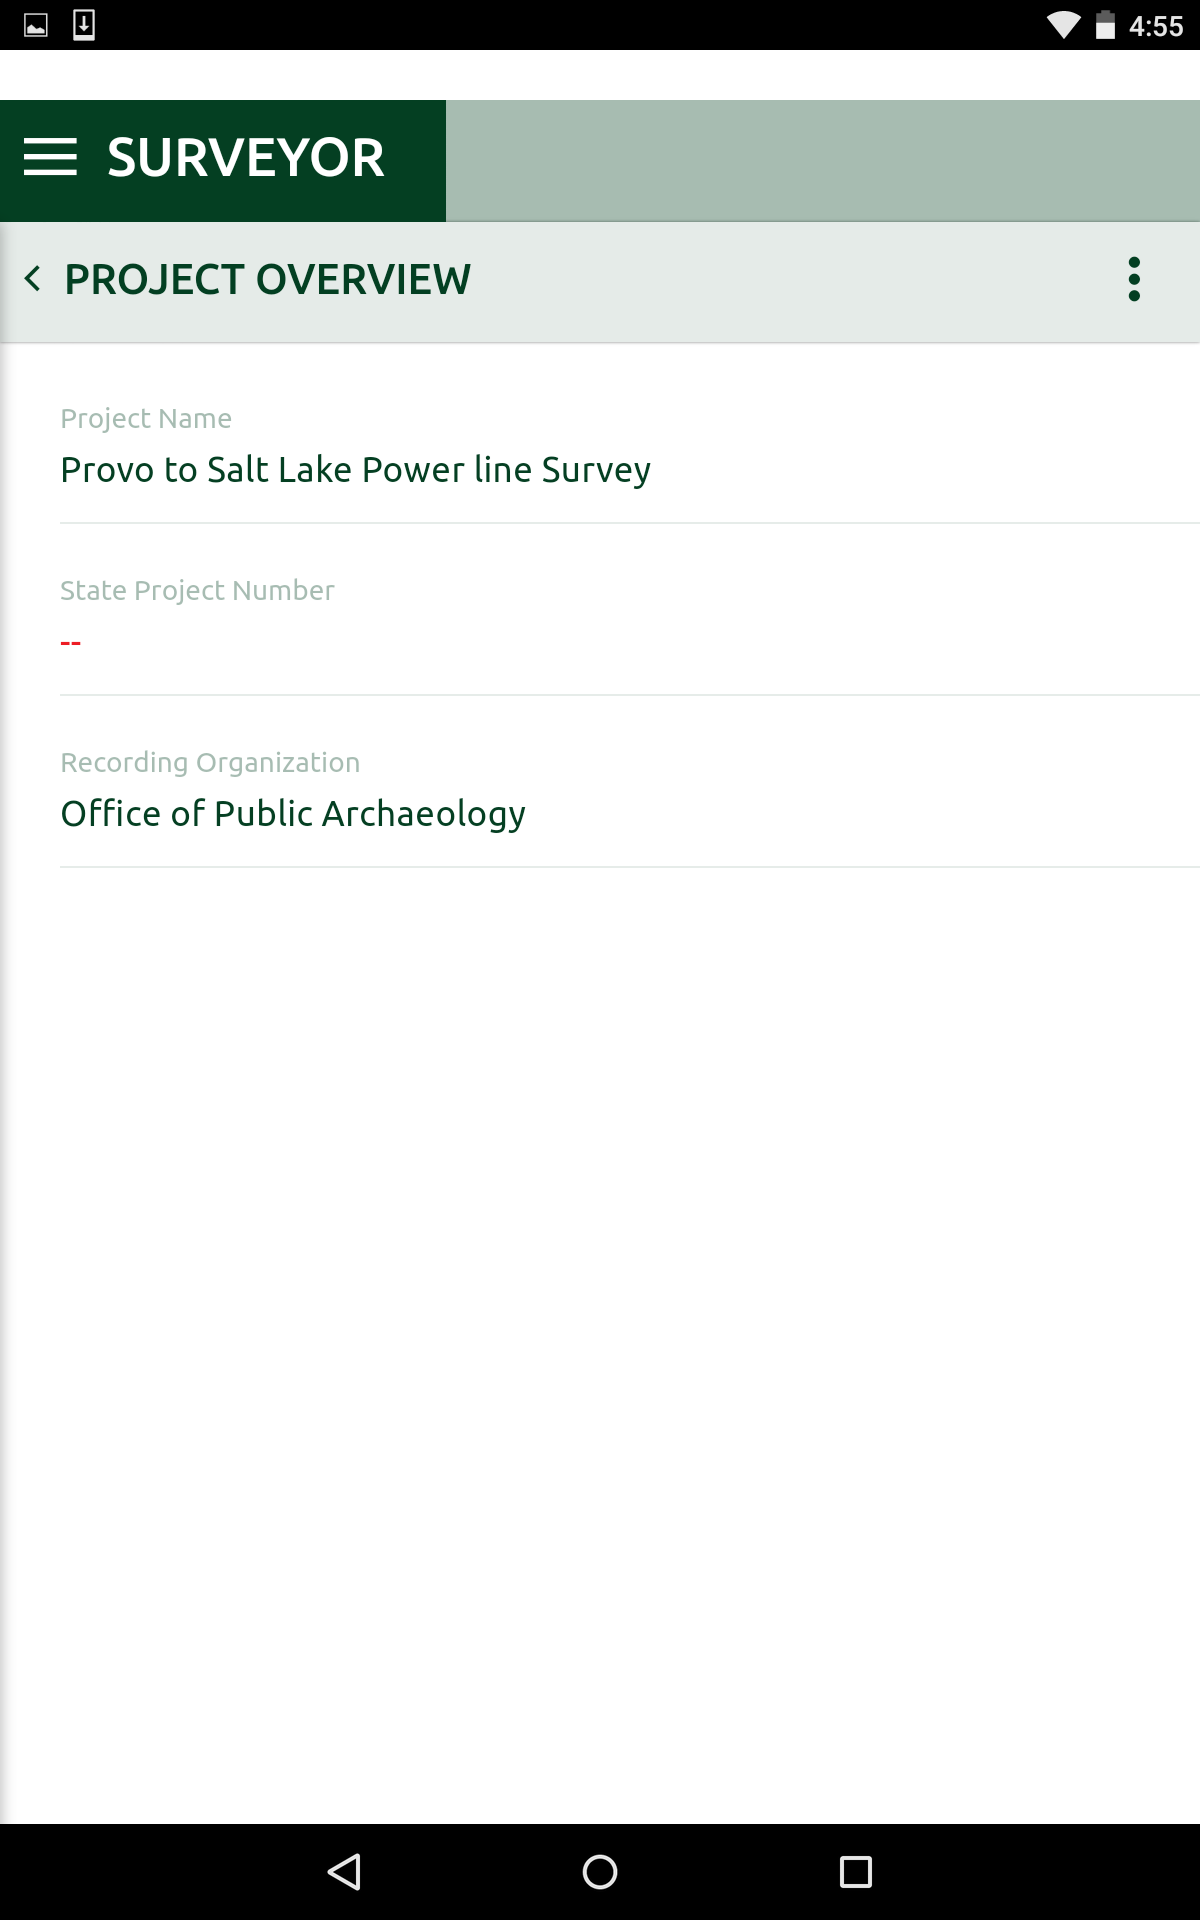 4:55
SURVEYOR
PROJECT OVERVIEW
Project Name
Provo to Salt Lake Power line Survey
State Project Number
--
Recording Organization
Office of Public Archaeology